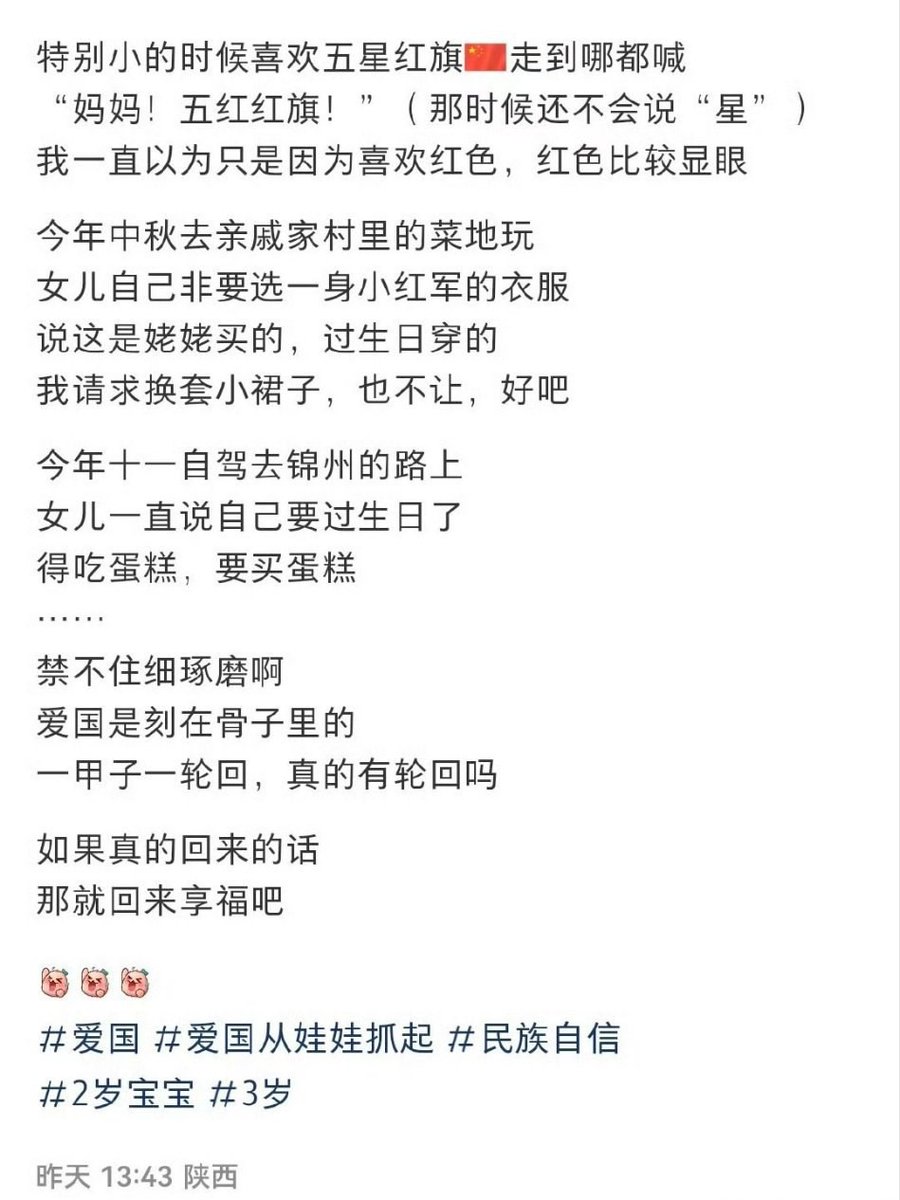 特别小的时候喜欢五星红旗🇨🇳走到哪都喊
“妈妈！五红红旗！”（那时候还不会说“星”）
我一直以为只是因为喜欢红色，红色比较显眼
今年中秋去亲戚家村里的菜地玩
女儿自己非要选一身小红军的衣服
说这是姥姥买的，过生日穿的
我请求换套小裙子，也不让，好吧
今年十一自驾去锦州的路上
女儿一直说自己要过生日了
得吃蛋糕，要买蛋糕
……
禁不住细琢磨啊
爱国是刻在骨子里的
一甲子一轮回，真的有轮回吗
如果真的回来的话
那就回来享福吧
#爱国 #爱国从娃娃抓起 #民族自信
#2岁宝宝 #3岁
昨天 13:43 陕西